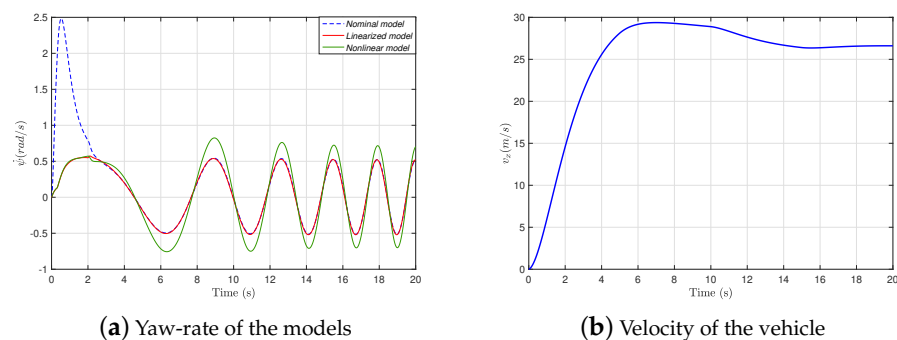 2.5
2
1.5
1
0.5
0
-0.5
-1
ψ̇(rad/s)
Nominal model
Linearized model
Nonlinear model
0 2 4 6 8 10 12 14 16 18 20
Time (s)
(a) Yaw-rate of the models
30
25
20
15
10
5
0
v_x(m/s)
0 2 4 6 8 10 12 14 16 18 20
Time (s)
(b) Velocity of the vehicle